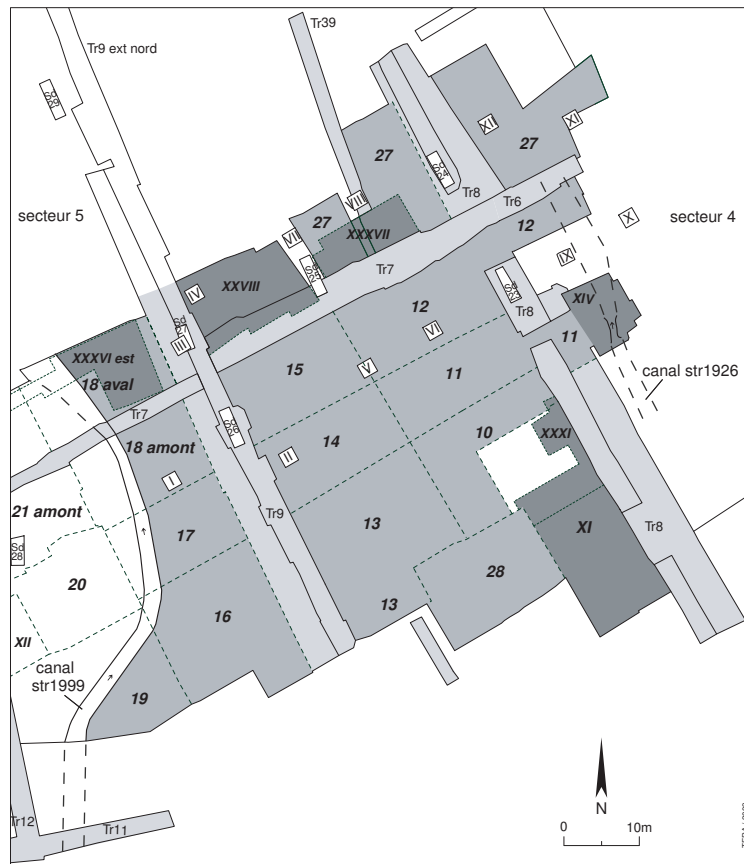 Tr39
Tr9 ext nord
XII
XI
27
27
Tr8
VIII
Tr6
X
secteur 5
secteur 4
27
XXXVII
12
VII
IX
Tr7
XXVIII
IV
XIV
12
Tr8
XXXVI est
III
VI
11
18 aval
15
V
canal str1926
Tr7
11
18 amont
14
10
XXXI
II
I
21 amont
17
Tr9
13
XI
Tr8
Sd
28
20
28
16
13
XII
canal
str1999
19
N
Tr12
Tr11
0
10m